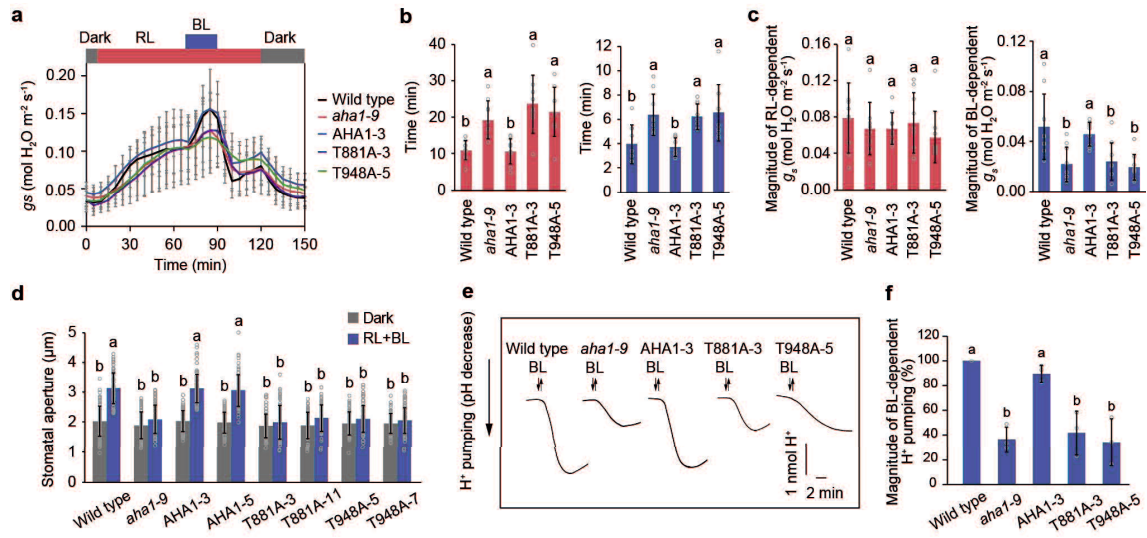 a
BL
Dark
RL
Dark
gs (mol H₂O m⁻² s⁻¹)
0.20
0.15
0.10
0.05
0.00
0
30
60
90
120
150
Time (min)
Wild type
aha1-9
AHA1-3
T881A-3
T948A-5
b
Time (min)
40
30
20
10
0
b
a
b
a
a
Wild type
aha1-9
AHA1-3
T881A-3
T948A-5
Time (min)
12
10
8
6
4
2
0
b
a
b
a
a
Wild type
aha1-9
AHA1-3
T881A-3
T948A-5
c
Magnitude of RL-dependent
gₛ (mol H₂O m⁻² s⁻¹)
0.16
0.12
0.08
0.04
0.00
a
a
a
a
a
Wild type
aha1-9
AHA1-3
T881A-3
T948A-5
Magnitude of BL-dependent
gₛ (mol H₂O m⁻² s⁻¹)
0.12
0.08
0.04
0.00
a
b
a
b
b
Wild type
aha1-9
AHA1-3
T881A-3
T948A-5
d
Stomatal aperture (μm)
5
4
3
2
1
0
Dark
RL+BL
b
a
b
b
b
a
b
a
b
b
b
b
b
b
b
b
Wild type
aha1-9
AHA1-3
AHA1-5
T881A-3
T881A-11
T948A-5
T948A-7
e
H⁺ pumping (pH decrease)
Wild type aha1-9 AHA1-3 T881A-3 T948A-5
BL BL BL BL BL
1 nmol H⁺
2 min
f
Magnitude of BL-dependent
H⁺ pumping (%)
120
100
80
60
40
20
0
a
b
a
b
b
Wild type
aha1-9
AHA1-3
T881A-3
T948A-5